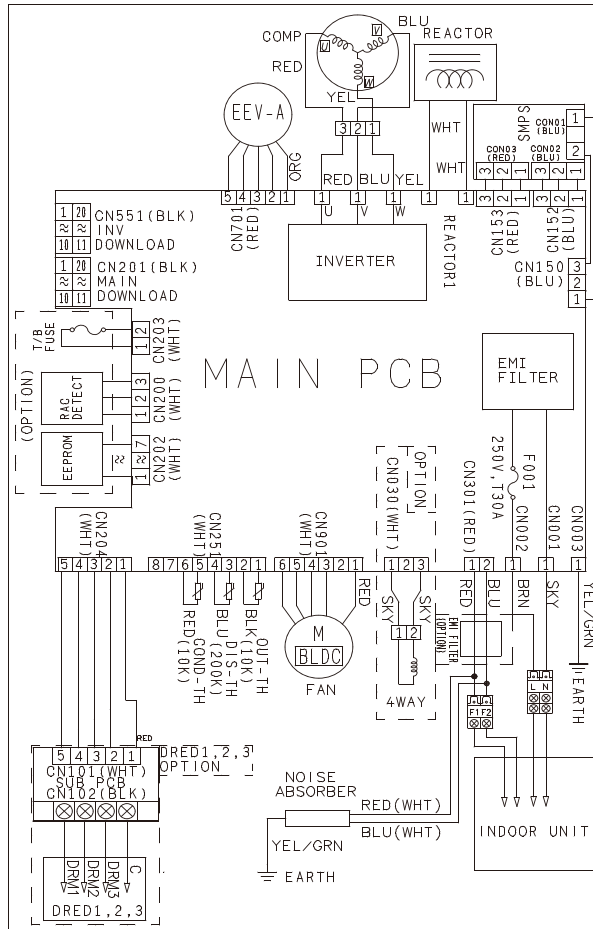 COMP
RED
BLU
REACTOR
U
V
W
YEL
EEV-A
ORG
3 2 1
WHT
WHT
SMPS
CON01
(BLU)
1
2
CON03
(RED)
CON02
(BLU)
3 2 1
3 2 1
RED BLU YEL
5 4 3 2 1
CN701
(RED)
1 1 1 1 1
U V W
INVERTER
REACTOR1
3 2 1
3 2 1
CN153
(RED)
CN152
(BLU)
CN150
(BLU)
3
2
1
1 20
≈ ≈
10 11
CN551(BLK)
INV
DOWNLOAD
1 20
≈ ≈
10 11
CN201(BLK)
MAIN
DOWNLOAD
T/B
FUSE
1 2
CN203
(WHT)
(OPTION)
RAC
DETECT
1 2 3
CN200
(WHT)
EEPROM
1 ≈ 7
CN202
(WHT)
MAIN PCB
EMI
FILTER
F001
250V,T30A
CN204
(WHT)
CN251
(WHT)
CN901
(WHT)
CN030(WHT)
OPTION
CN301(RED)
CN002
CN001
CN003
5 4 3 2 1
8 7 6 5 4 3 2 1
6 5 4 3 2 1
1 2 3
1 2
1
1
1
RED(10K)
COND-TH
BLU(200K)
DIS-TH
BLK(10K)
OUT-TH
RED
M
BLDC
FAN
SKY
SKY
1 2
4WAY
RED
BLU
BRN
SKY
YEL/GRN
EMI FILTER
(OPTION)
L N
F1 F2
EARTH
RED
5 4 3 2 1
DRED1,2,3
OPTION
CN101(WHT)
SUB PCB
CN102(BLK)
DRM1
DRM2
DRM3
C
DRED1,2,3
NOISE
ABSORBER
RED(WHT)
BLU(WHT)
YEL/GRN
EARTH
INDOOR UNIT